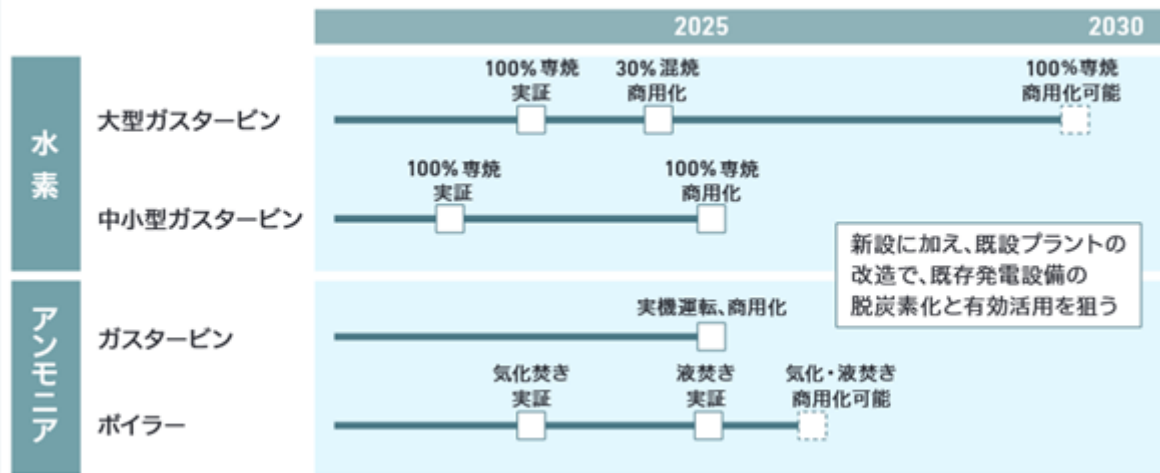 2025 2030
水素
大型ガスタービン
100%専焼
実証
30%混焼
商用化
100%専焼
商用化可能
中小型ガスタービン
100%専焼
実証
100%専焼
商用化
新設に加え、既設プラントの
改造で、既存発電設備の
脱炭素化と有効活用を狙う
アンモニア
ガスタービン
実機運転、商用化
ボイラー
気化焚き
実証
液焚き
実証
気化・液焚き
商用化可能